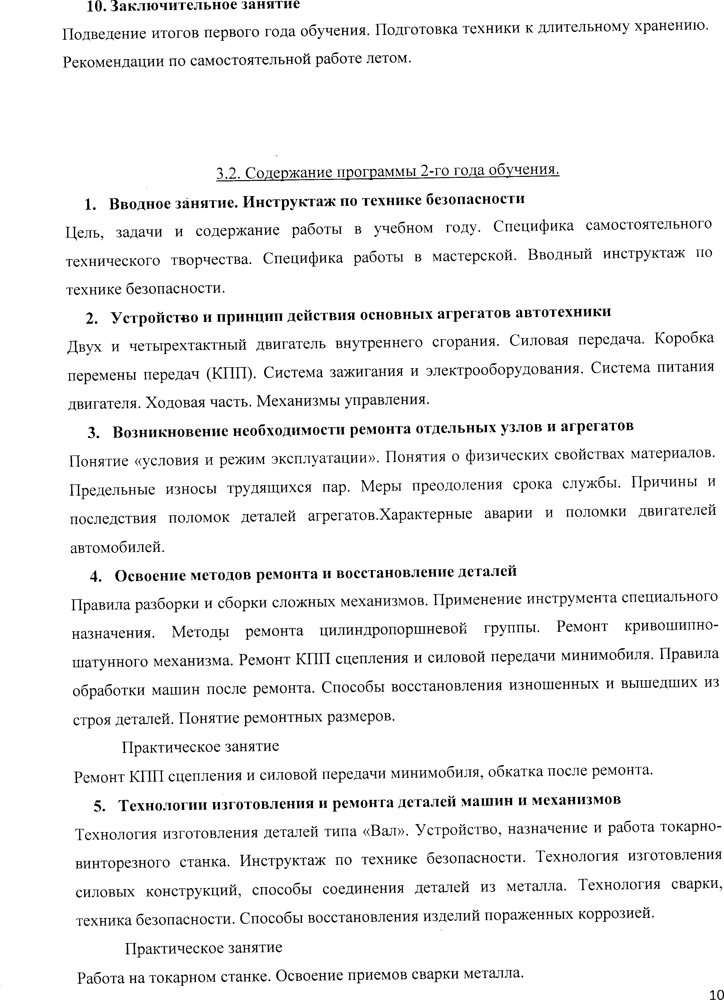 10. Заключительное занятие
Подведение итогов первого года обучения. Подготовка техники к длительному хранению.
Рекомендации по самостоятельной работе летом.
3.2. Содержание программы 2-го года обучения.
1. Вводное занятие. Инструктаж по технике безопасности
Цель, задачи и содержание работы в учебном году. Специфика самостоятельного
технического творчества. Специфика работы в мастерской. Вводный инструктаж по
технике безопасности.
2. Устройство и принцип действия основных агрегатов автотехники
Двух и четырехтактный двигатель внутреннего сгорания. Силовая передача. Коробка
перемены передач (КПП). Система зажигания и электрооборудования. Система питания
двигателя. Ходовая часть. Механизмы управления.
3. Возникновение необходимости ремонта отдельных узлов и агрегатов
Понятие «условия и режим эксплуатации». Понятия о физических свойствах материалов.
Предельные износы трудящихся пар. Меры преодоления срока службы. Причины и
последствия поломок деталей агрегатов.Характерные аварии и поломки двигателей
автомобилей.
4. Освоение методов ремонта и восстановление деталей
Правила разборки и сборки сложных механизмов. Применение инструмента специального
назначения. Методы ремонта цилиндропоршневой группы. Ремонт кривошипно-
шатунного механизма. Ремонт КПП сцепления и силовой передачи минимобиля. Правила
обработки машин после ремонта. Способы восстановления изношенных и вышедших из
строя деталей. Понятие ремонтных размеров.
Практическое занятие
Ремонт КПП сцепления и силовой передачи минимобиля, обкатка после ремонта.
5. Технологии изготовления и ремонта деталей машин и механизмов
Технология изготовления деталей типа «Вал». Устройство, назначение и работа токарно-
винторезного станка. Инструктаж по технике безопасности. Технология изготовления
силовых конструкций, способы соединения деталей из металла. Технология сварки,
техника безопасности. Способы восстановления изделий пораженных коррозией.
Практическое занятие
Работа на токарном станке. Освоение приемов сварки металла.
10